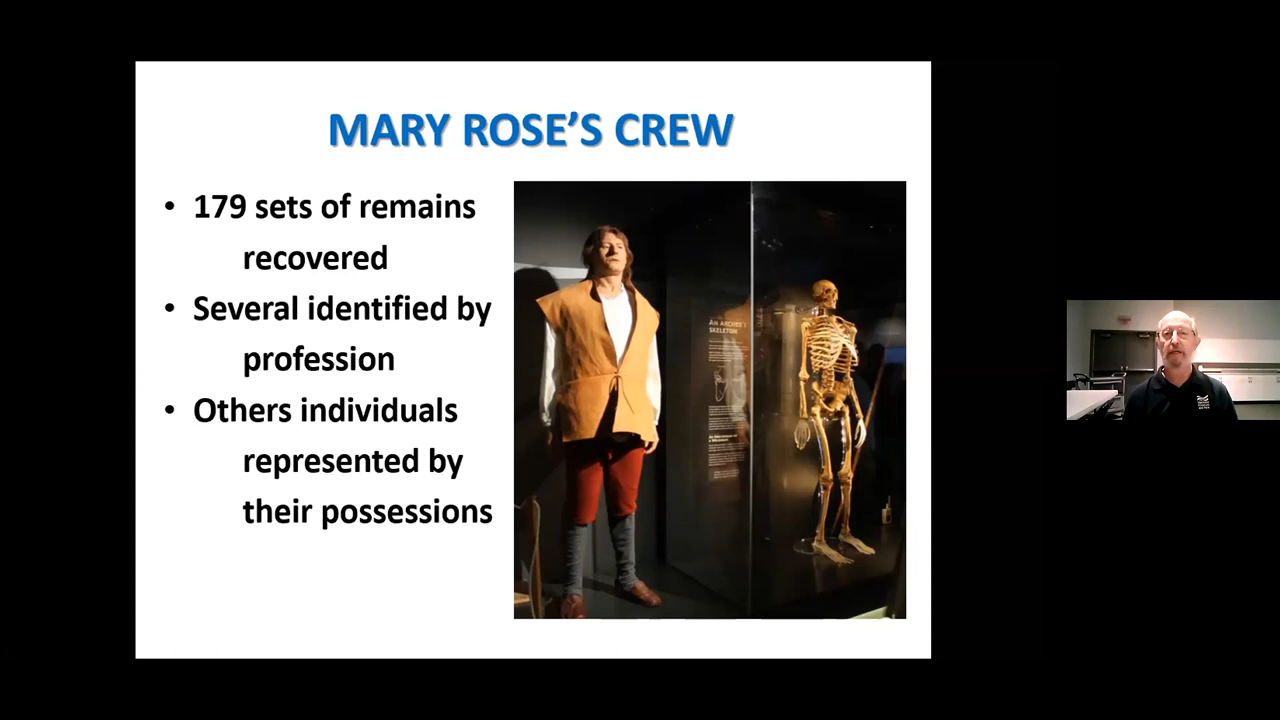 MARY ROSE'S CREW
• 179 sets of remains
recovered
• Several identified by
profession
• Others individuals
represented by
their possessions
AN ARCHER'S
SKELETON